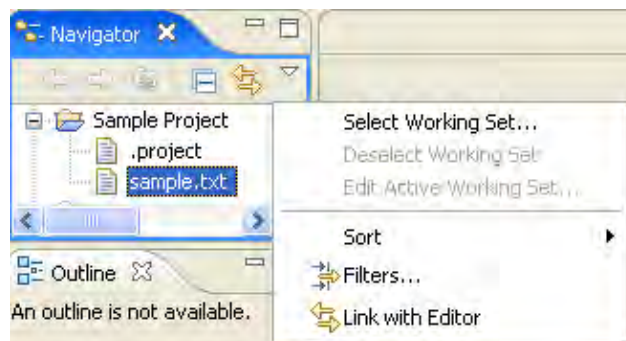 Navigator
Sample Project
.project
sample.txt
Outline
An outline is not available.
Select Working Set...
Deselect Working Set
Edit Active Working Set...
Sort
Filters...
Link with Editor